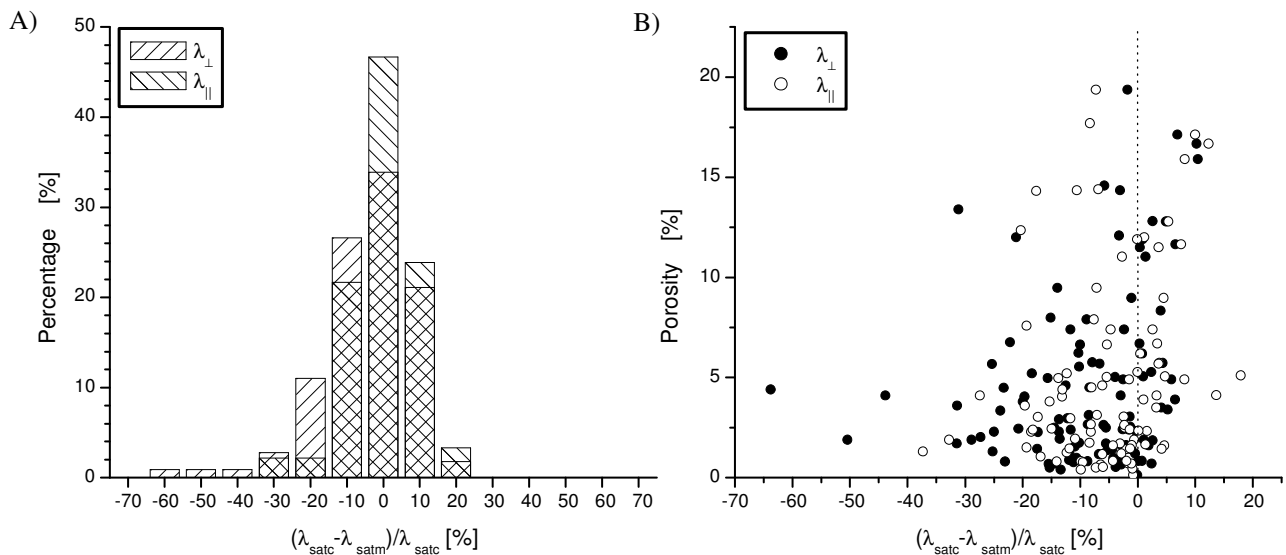 A)
λ⊥
λ||
Percentage [%]
50
40
30
20
10
0
-70 -60 -50 -40 -30 -20 -10 0 10 20 30 40 50 60 70
(λsatc-λsatm)/λsatc [%]
B)
λ⊥
λ||
Porosity [%]
20
15
10
5
0
-70 -60 -50 -40 -30 -20 -10 0 10 20
(λsatc-λsatm)/λsatc [%]